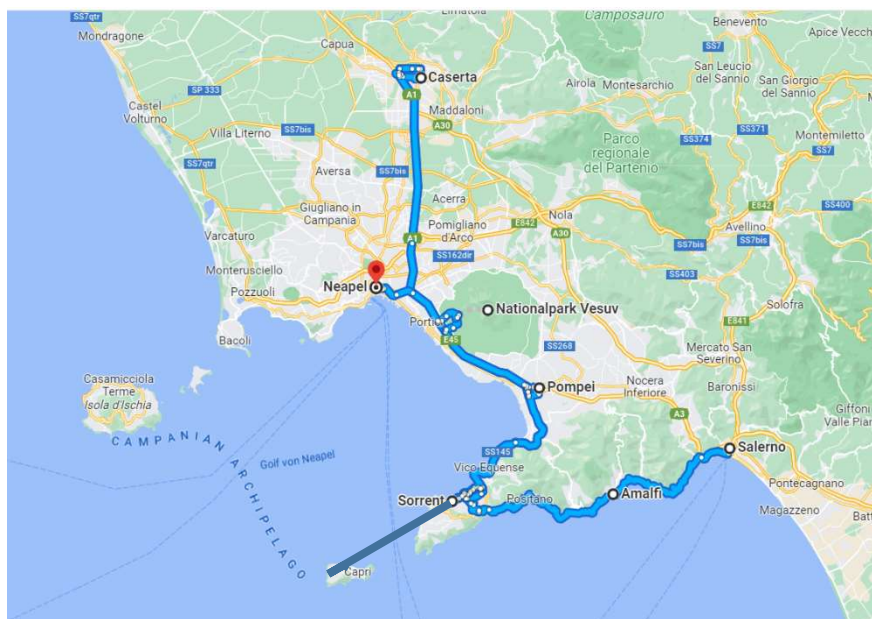 SS7qtr
Mondragone
Capua
Limatola
Camposauro
Benevento
Apice Vecc
Caserta
SS7
San Leucio
del Sannio
San Giorgio
del Sannio
SP 333
A1
Airola
Montesarchio
Castel
Volturno
Maddaloni
A30
Villa Literno
SS7bis
SS374
SS371
Montemiletto
SS7
Parco
regionale
del Partenio
SS7qtr
Aversa
SS7bis
Acerra
SS400
E842
Giugliano in
Campania
Nola
Pomigliano
d'Arco
E842
Avellino
Varcaturo
A1
A30
SS7bis
SS7bis
SS162dir
Monterusciello
SS403
Neapel
Pozzuoli
Nationalpark Vesuv
Solofra
Portici
E841
Bacoli
E45
SS268
Mercato San
Severino
Casamicciola
Terme
Isola d'Ischia
Pompei
Nocera
Inferiore
Baronissi
Giffoni
Valle Pian
A3
CAMPANIAN ARCHIPELAGO
Golf von Neapel
SS145
Salerno
Vico Equense
Pontecagnano
Sorrent
Positano
Amalfi
Magazzeno
Batt
Capri